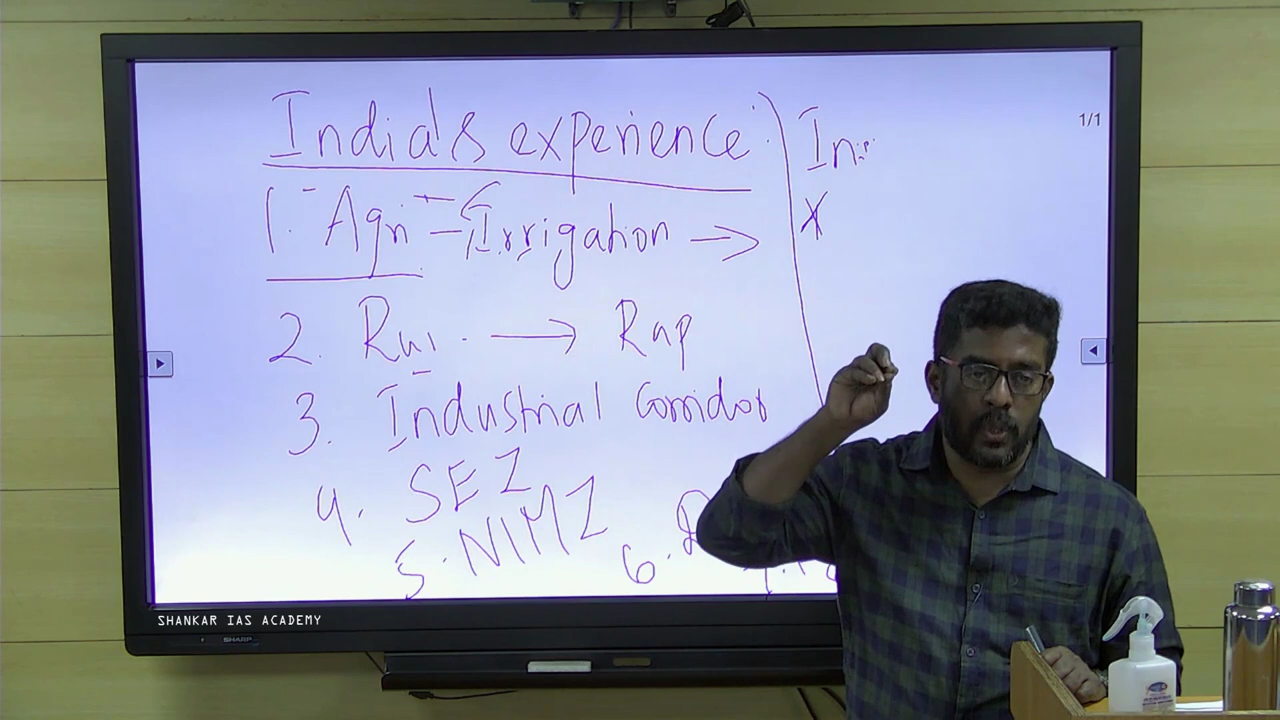 India's experience
1. Agri - Irrigation →
2. Rur. → Rap
3. Industrial Corridor
4. SEZ
5. NIMZ
6.
In
X
1/1
SHANKAR IAS ACADEMY
SHARP